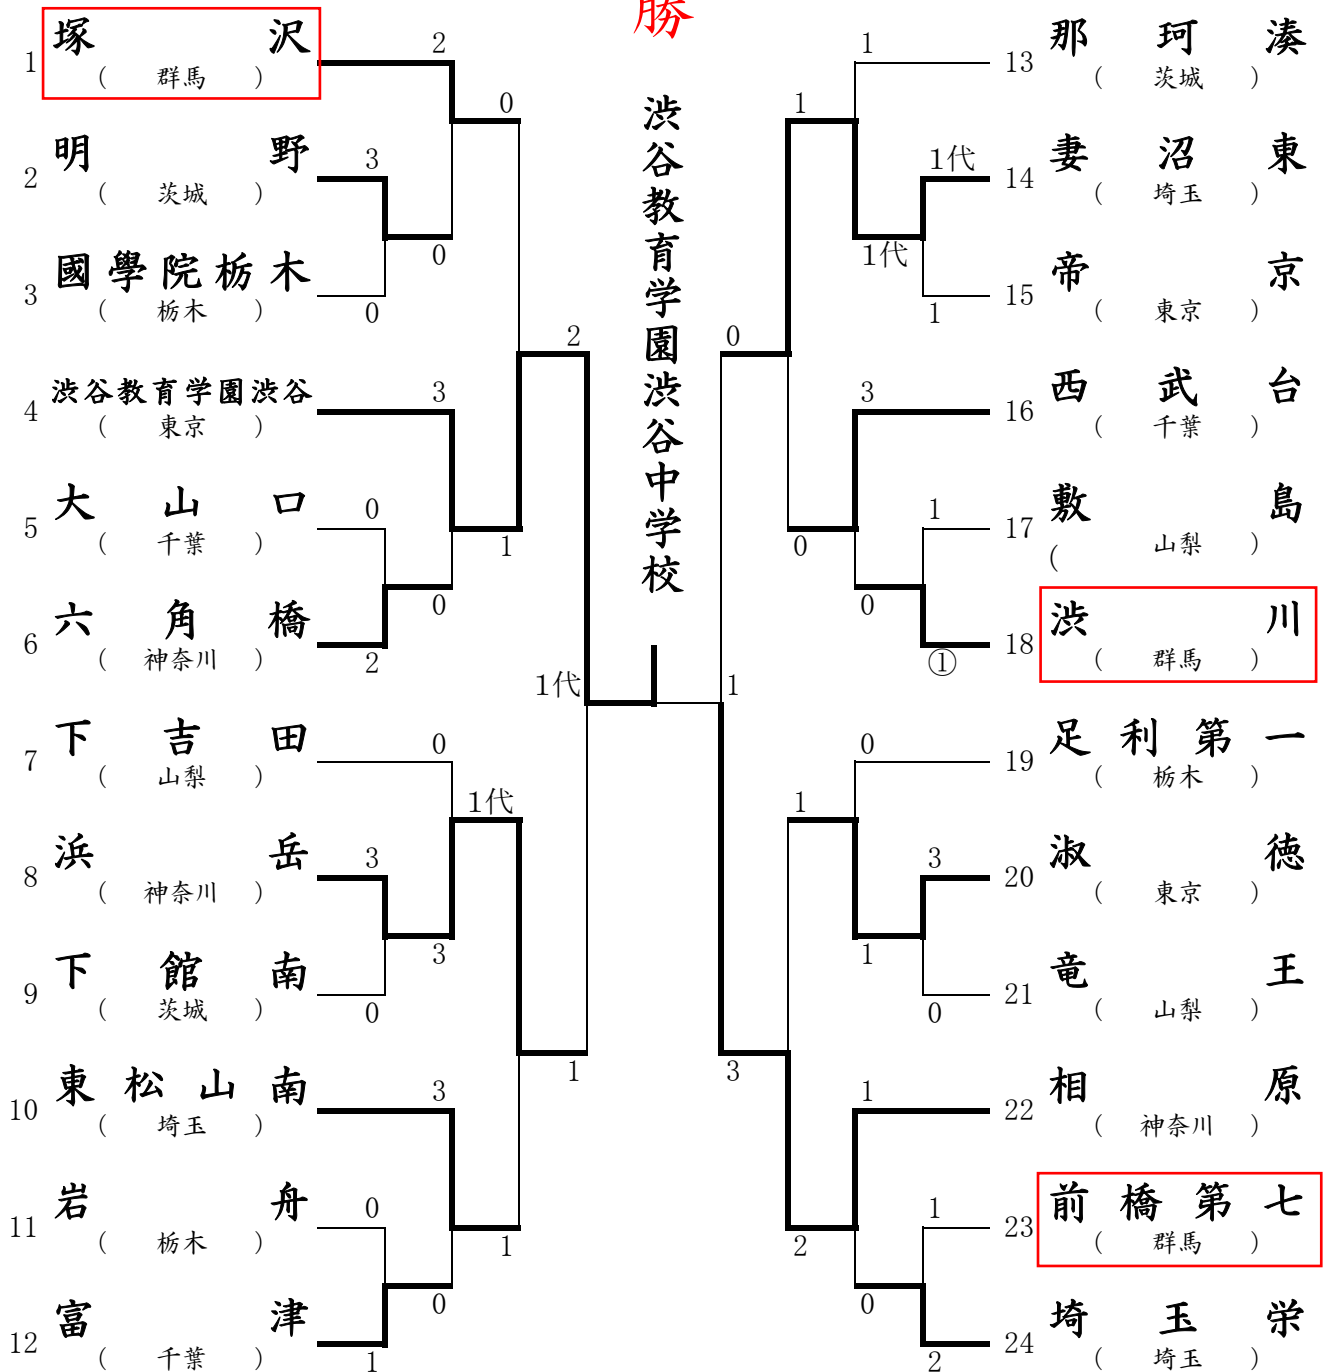 勝
渋谷教育学園渋谷中学校
1 塚沢
( 群馬 )
2 明野
( 茨城 )
3 國學院栃木
( 栃木 )
4 渋谷教育学園渋谷
( 東京 )
5 大山口
( 千葉 )
6 六角橋
( 神奈川 )
7 下吉田
( 山梨 )
8 浜岳
( 神奈川 )
9 下館南
( 茨城 )
10 東松山南
( 埼玉 )
11 岩舟
( 栃木 )
12 富津
( 千葉 )
2
3
0
0
3
0
2
0
0
1
2
0
3
0
3
3
0
1
0
1代
1
1
1代
1
0
3
1
1代
1
1代
1
3
1
①
0
1
0
0
3
0
1
1
1
2
0
1
2
13 那珂湊
( 茨城 )
14 妻沼東
( 埼玉 )
15 帝京
( 東京 )
16 西武台
( 千葉 )
17 敷島
( 山梨 )
18 渋川
( 群馬 )
19 足利第一
( 栃木 )
20 淑徳
( 東京 )
21 竜王
( 山梨 )
22 相原
( 神奈川 )
23 前橋第七
( 群馬 )
24 埼玉栄
( 埼玉 )